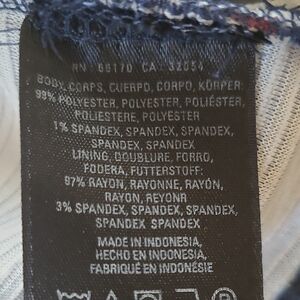 RN : 66170 CA : 32054
BODY, CORPS, CUERPO, CORPO, KÖRPER:
99% POLYESTER, POLYESTER, POLIÉSTER,
POLIESTERE, POLYESTER
1% SPANDEX, SPANDEX, SPANDEX,
SPANDEX, SPANDEX
LINING, DOUBLURE, FORRO,
FODERA, FUTTERSTOFF:
97% RAYON, RAYONNE, RAYÓN,
RAYON, REYONR
3% SPANDEX, SPANDEX, SPANDEX,
SPANDEX SPANDEX
MADE IN INDONESIA,
HECHO EN INDONESIA,
FABRIQUÉ EN INDONÉSIE